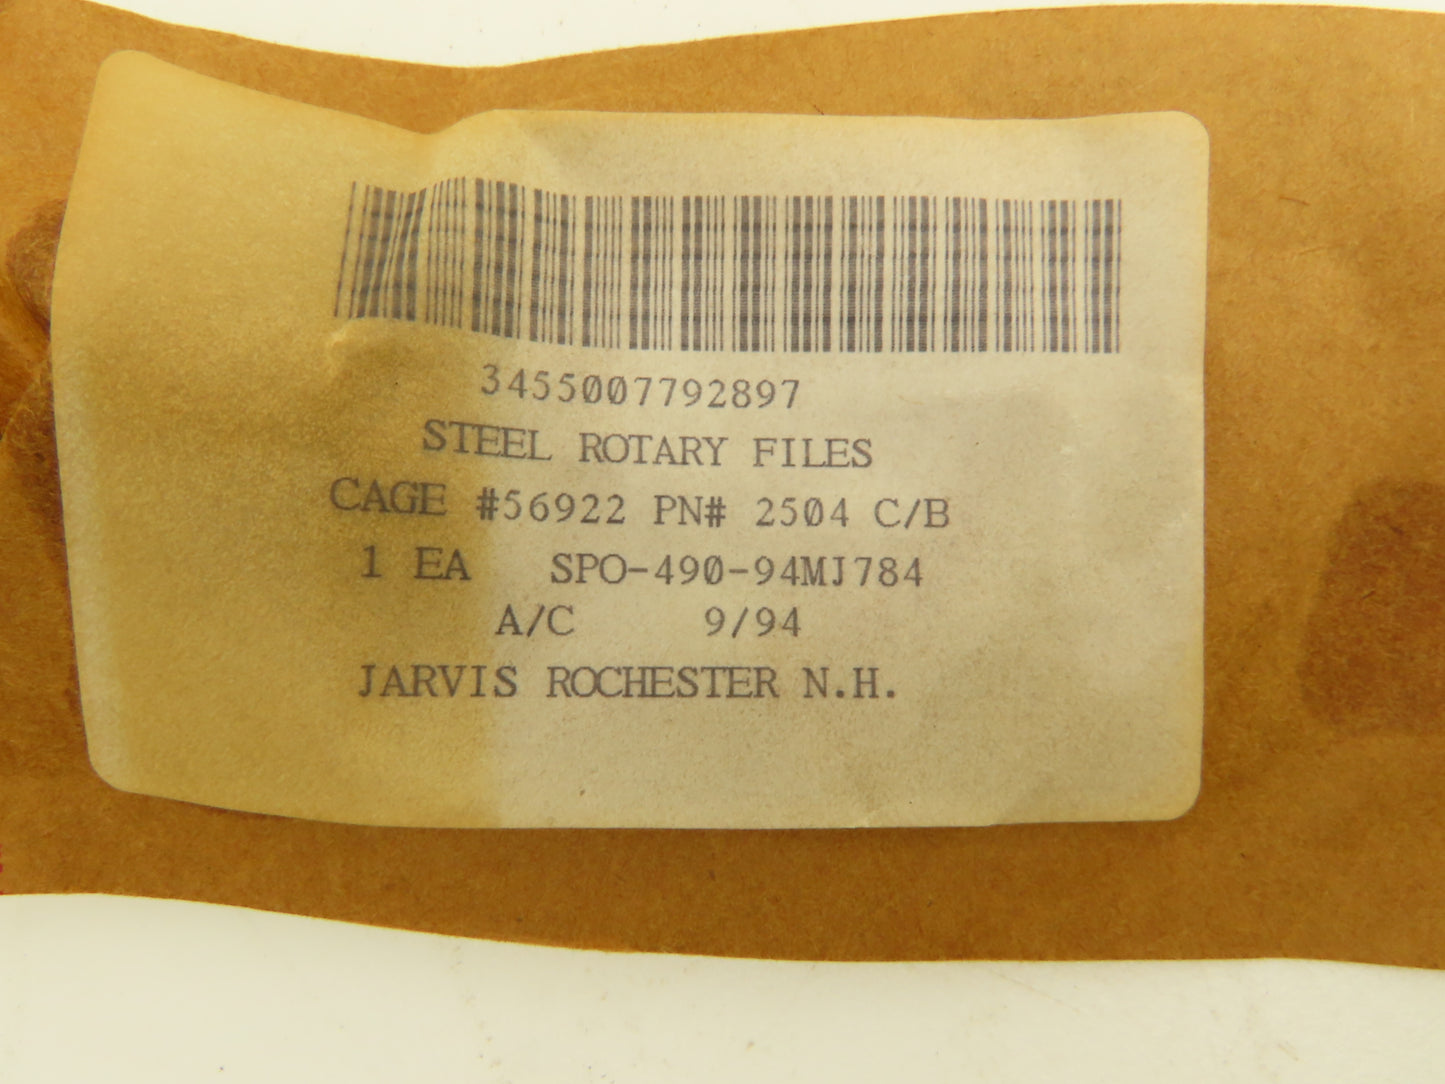 3455007792897
STEEL ROTARY FILES
CAGE #56922 PN# 2504 C/B
1 EA SPO-490-94MJ784
A/C 9/94
JARVIS ROCHESTER N.H.